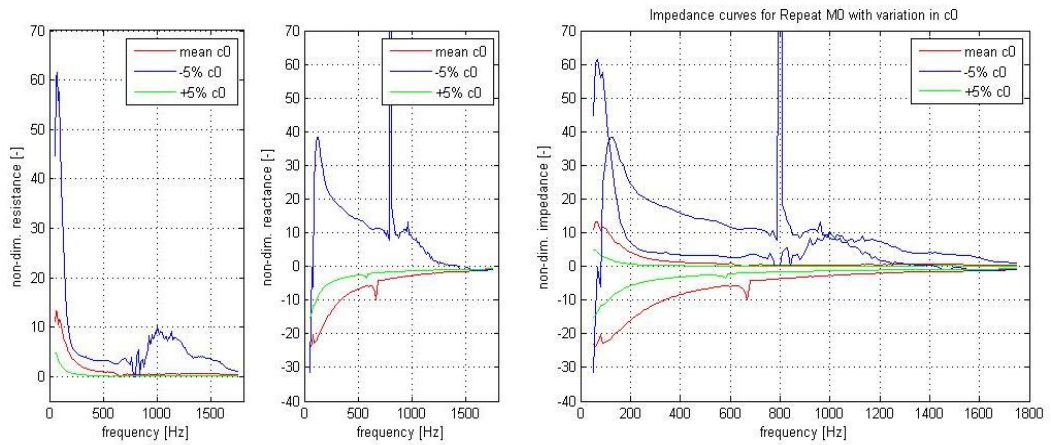 Impedance curves for Repeat M0 with variation in c0
70
60
50
40
30
20
10
0
non-dim. resistance [-]
mean c0
-5% c0
+5% c0
0 500 1000 1500
frequency [Hz]
70
60
50
40
30
20
10
0
-10
-20
-30
-40
non-dim. reactance [-]
mean c0
-5% c0
+5% c0
0 500 1000 1500
frequency [Hz]
70
60
50
40
30
20
10
0
-10
-20
-30
-40
non-dim. impedance [-]
mean c0
-5% c0
+5% c0
0 200 400 600 800 1000 1200 1400 1600 1800
frequency [Hz]